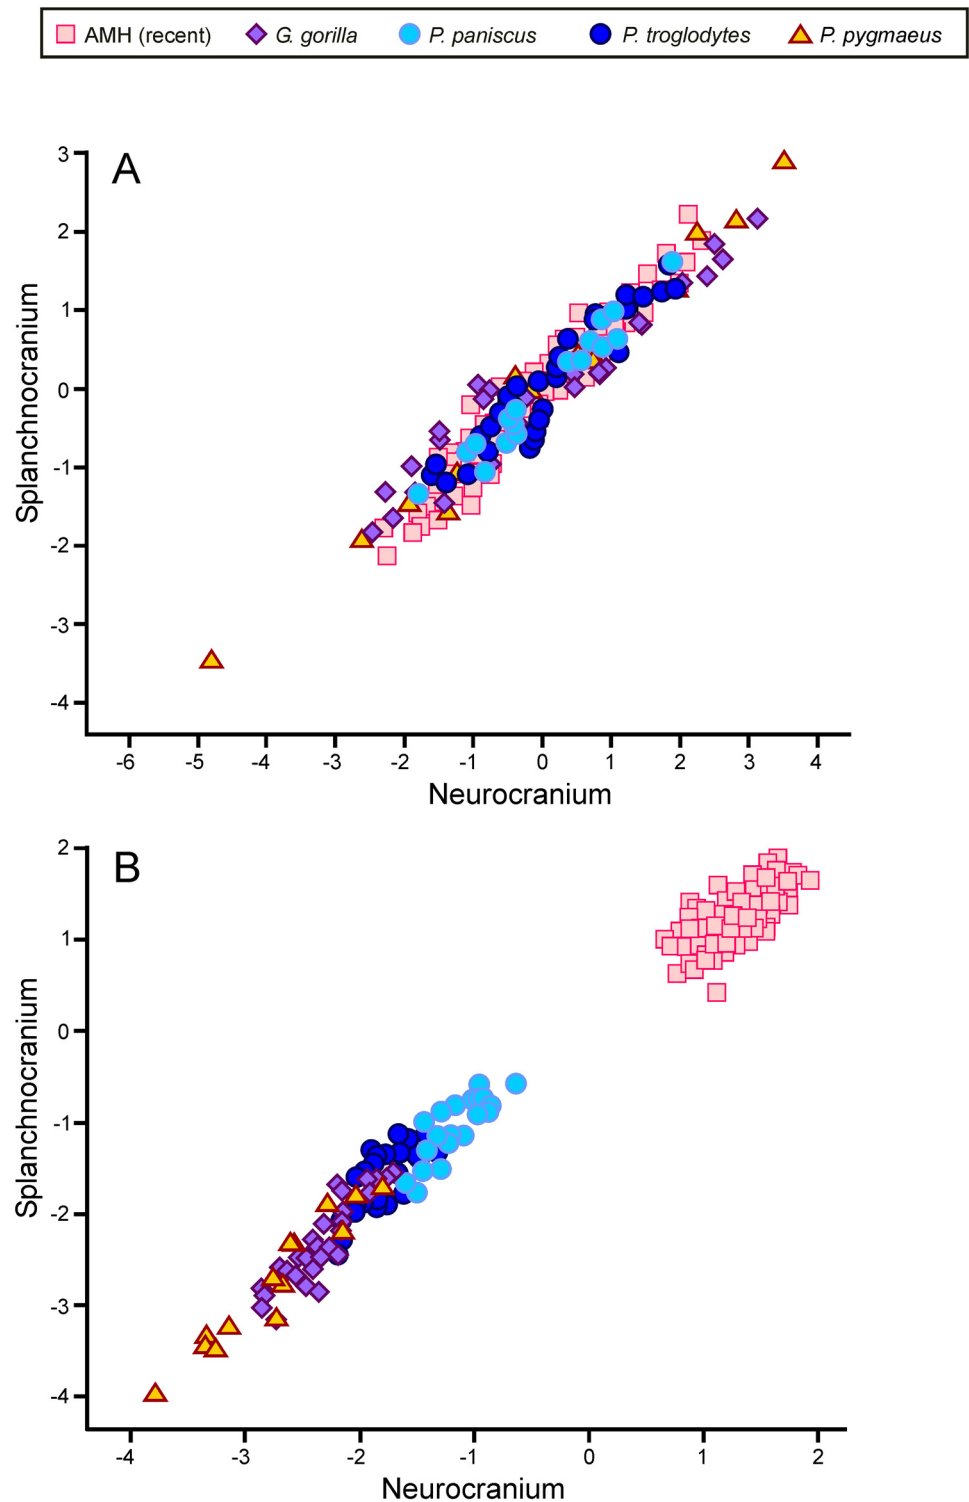 AMH (recent) G. gorilla P. paniscus P. troglodytes P. pygmaeus
A
3
2
1
0
-1
-2
-3
-4
Splanchnocranium
-6 -5 -4 -3 -2 -1 0 1 2 3 4
Neurocranium
B
2
1
0
-1
-2
-3
-4
Splanchnocranium
-4 -3 -2 -1 0 1 2
Neurocranium